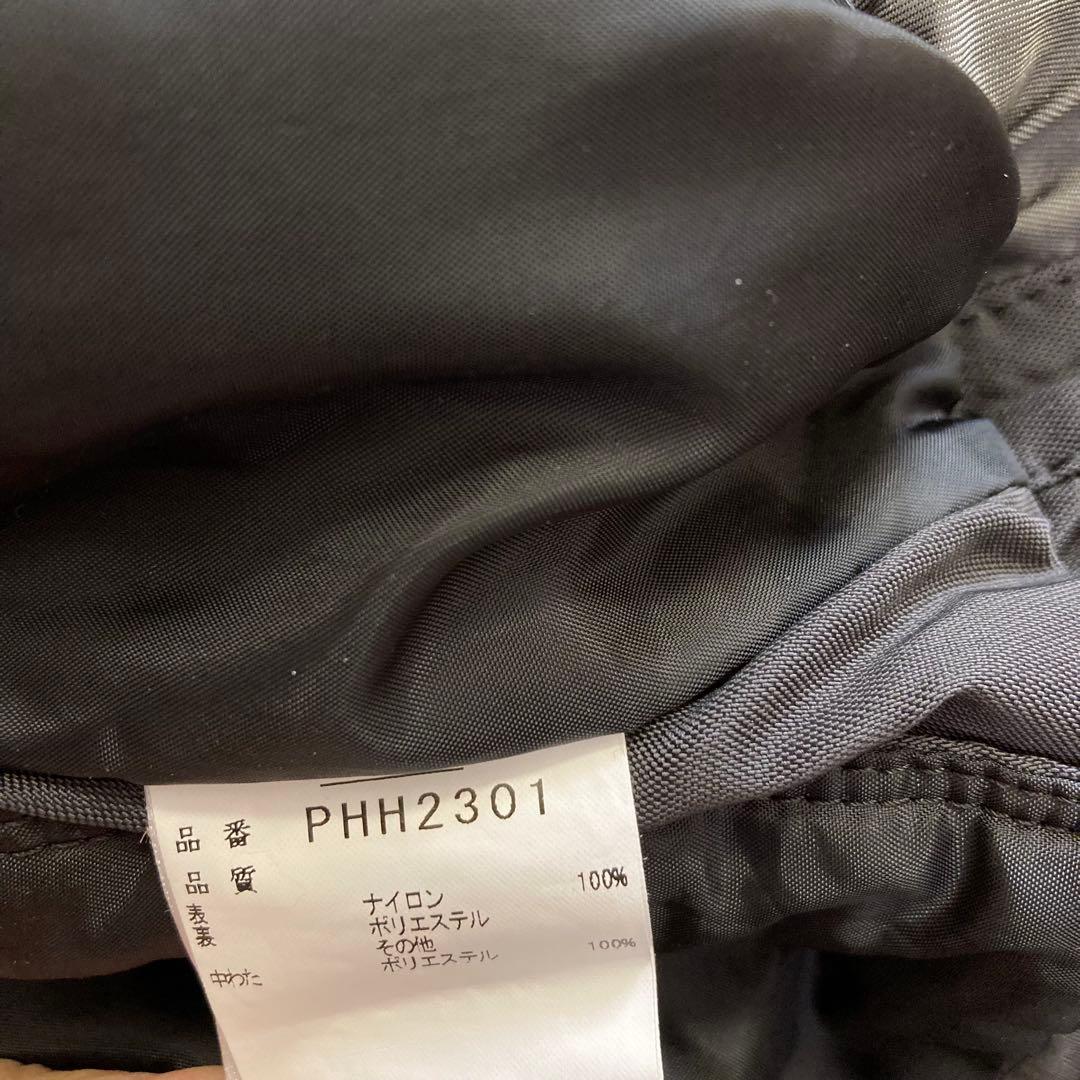 品番 PHH2301
品質
表 ナイロン 100%
裏 ポリエステル
その他 100%
中わた ポリエステル